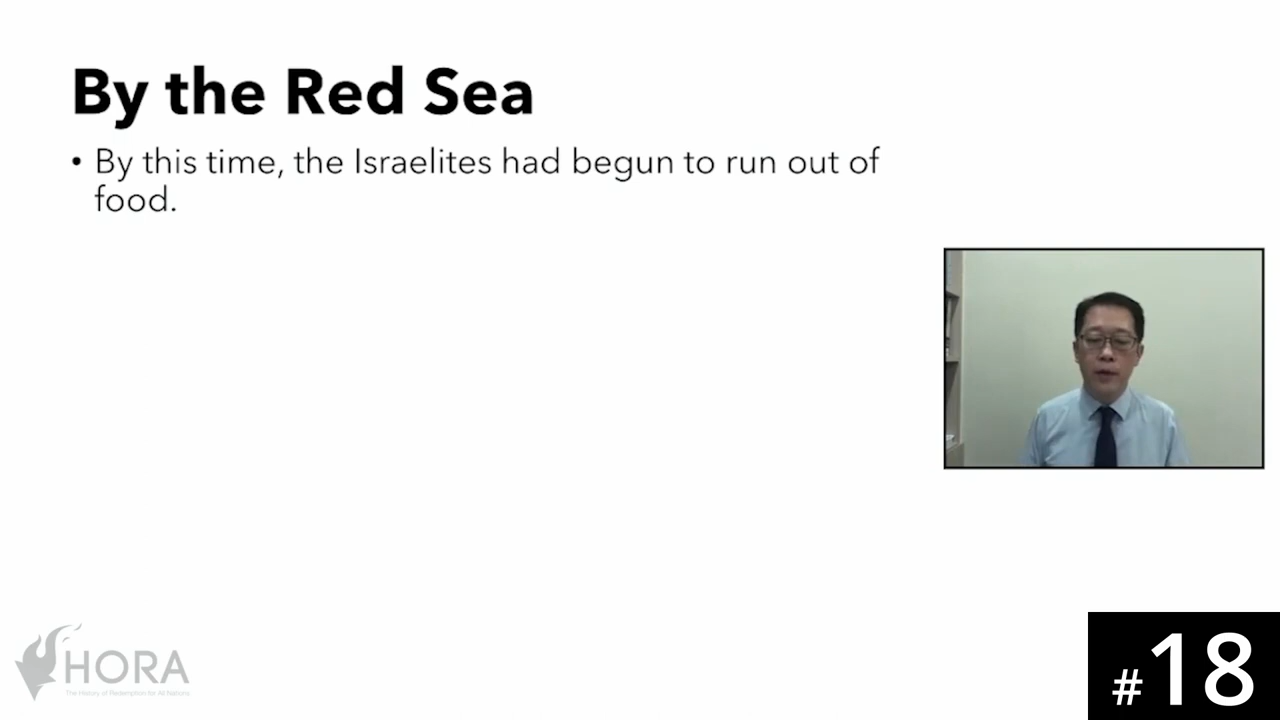 By the Red Sea
• By this time, the Israelites had begun to run out of
food.
HORA
The History of Redemption for All Nations
#18